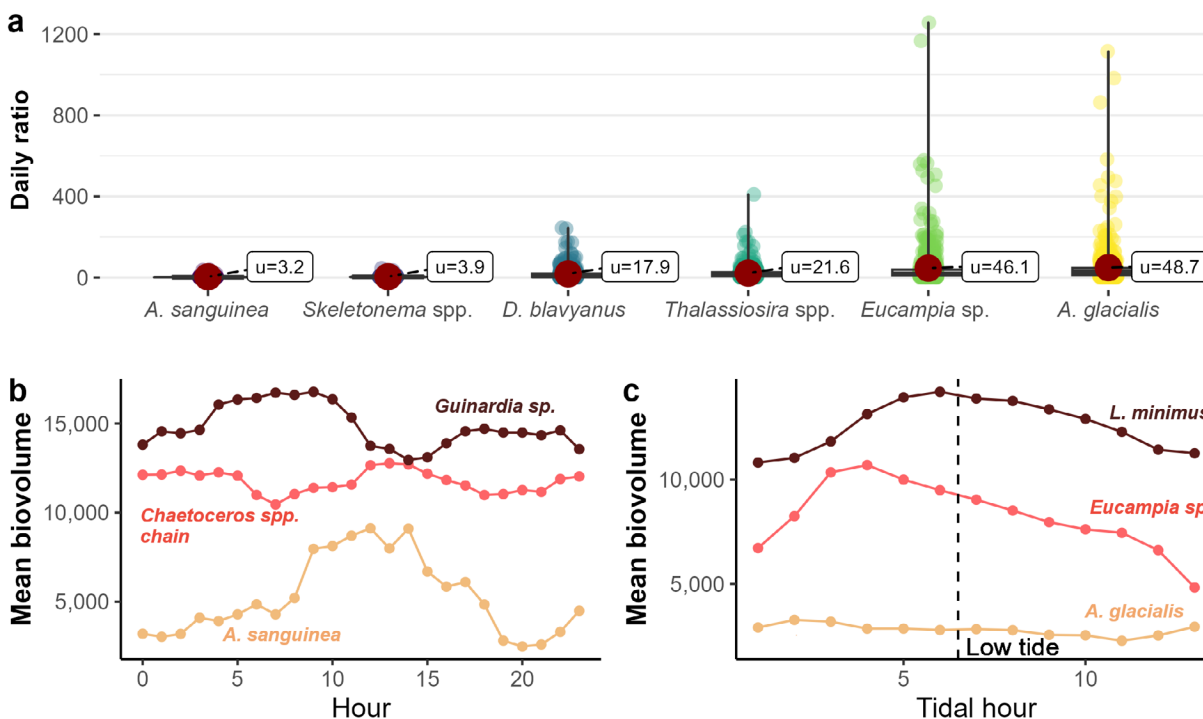 a
Daily ratio
1200
800
400
0
u=3.2
u=3.9
u=17.9
u=21.6
u=46.1
u=48.7
A. sanguinea
Skeletonema spp.
D. blavyanus
Thalassiosira spp.
Eucampia sp.
A. glacialis
b
Mean biovolume
15,000
10,000
5,000
Guinardia sp.
Chaetoceros spp.
chain
A. sanguinea
0
5
10
15
20
Hour
c
Mean biovolume
10,000
5,000
L. minimus
Eucampia sp
A. glacialis
Low tide
5
10
Tidal hour